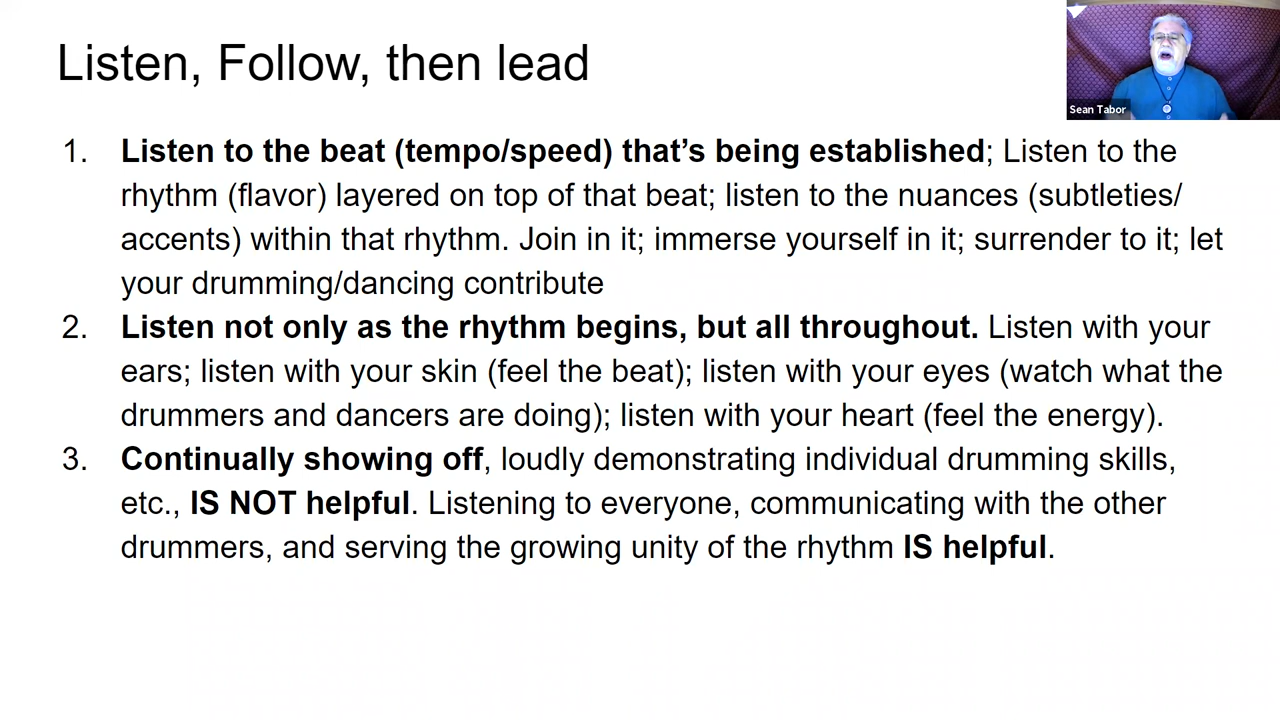 Listen, Follow, then lead
Sean Tabor
1. Listen to the beat (tempo/speed) that’s being established; Listen to the
rhythm (flavor) layered on top of that beat; listen to the nuances (subtleties/
accents) within that rhythm. Join in it; immerse yourself in it; surrender to it; let
your drumming/dancing contribute
2. Listen not only as the rhythm begins, but all throughout. Listen with your
ears; listen with your skin (feel the beat); listen with your eyes (watch what the
drummers and dancers are doing); listen with your heart (feel the energy).
3. Continually showing off, loudly demonstrating individual drumming skills,
etc., IS NOT helpful. Listening to everyone, communicating with the other
drummers, and serving the growing unity of the rhythm IS helpful.